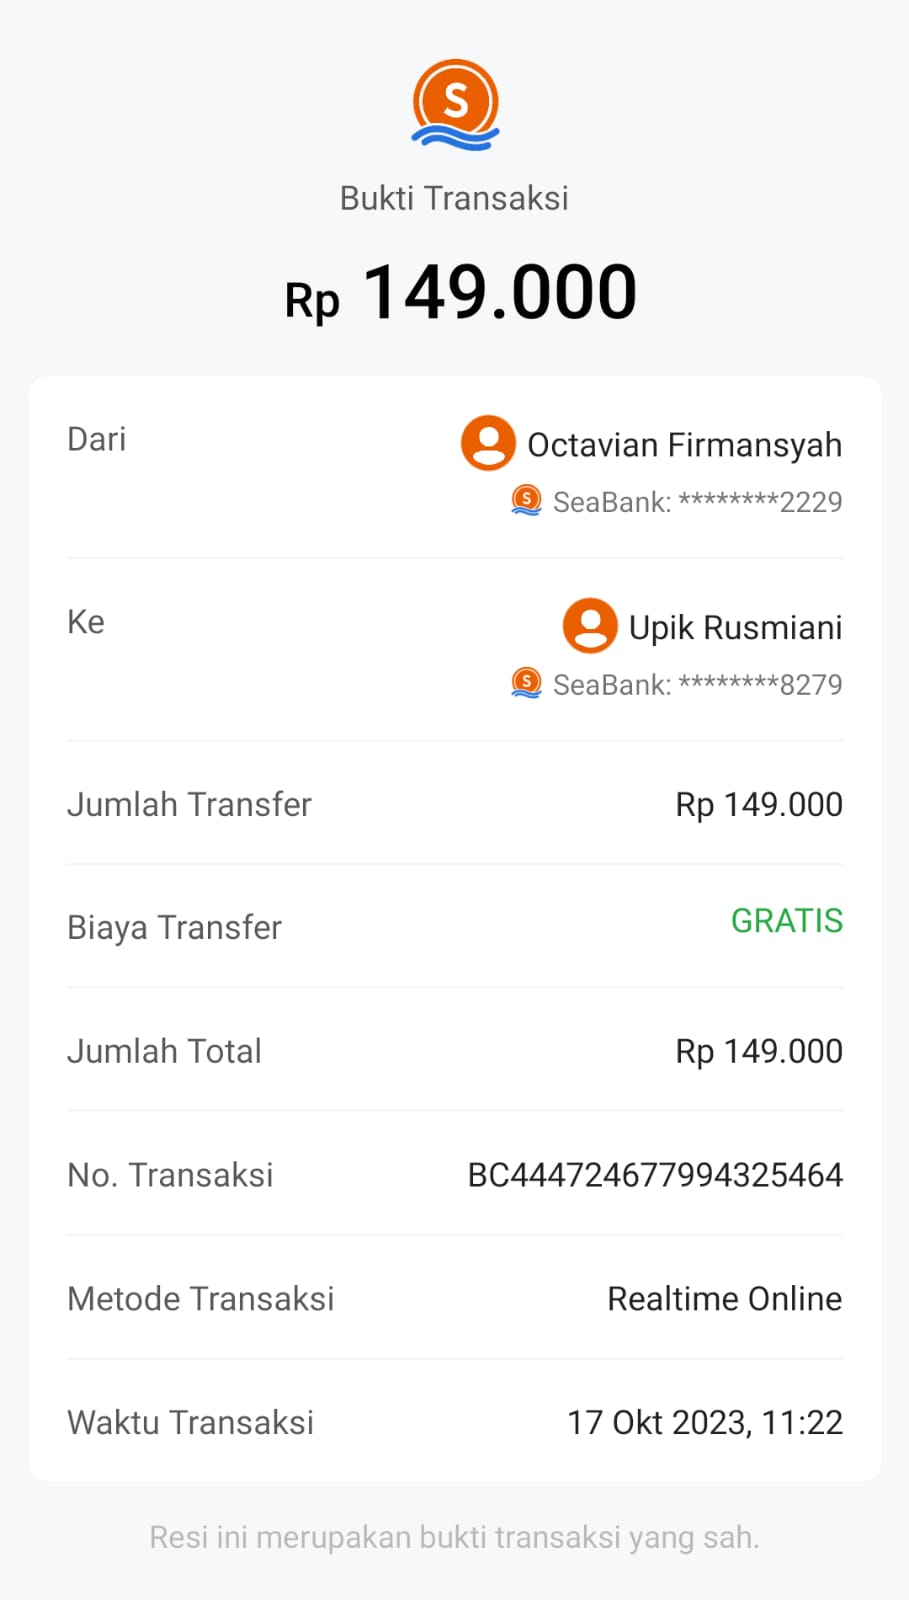 S
Bukti Transaksi
Rp 149.000
Dari
Octavian Firmansyah
SeaBank: ********2229
Ke
Upik Rusmiani
SeaBank: ********8279
Jumlah Transfer
Rp 149.000
Biaya Transfer
GRATIS
Jumlah Total
Rp 149.000
No. Transaksi
BC444724677994325464
Metode Transaksi
Realtime Online
Waktu Transaksi
17 Okt 2023, 11:22
Resi ini merupakan bukti transaksi yang sah.